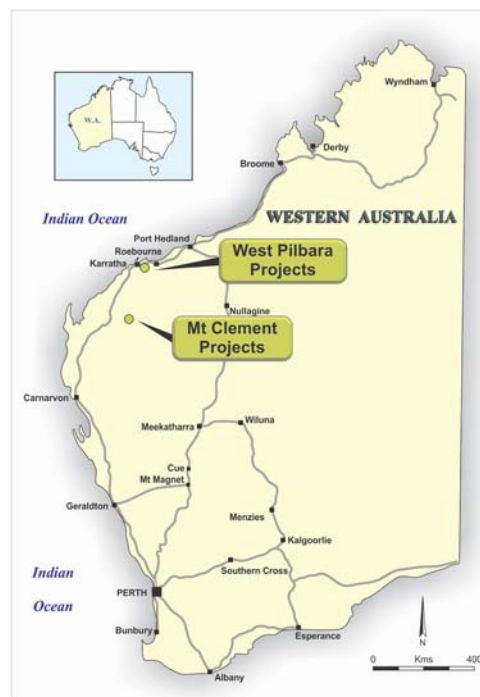 Wyndham
W.A.
Derby
Broome
Indian Ocean
WESTERN AUSTRALIA
Port Hedland
Roebourne
Karratha
West Pilbara
Projects
Nullagine
Mt Clement
Projects
Carnarvon
Meekatharra
Wiluna
Cue
Mt Magnet
Geraldton
Menzies
Kalgoorlie
Southern Cross
Indian
Ocean
PERTH
Bunbury
Esperance
Albany
N
0 Kms 400